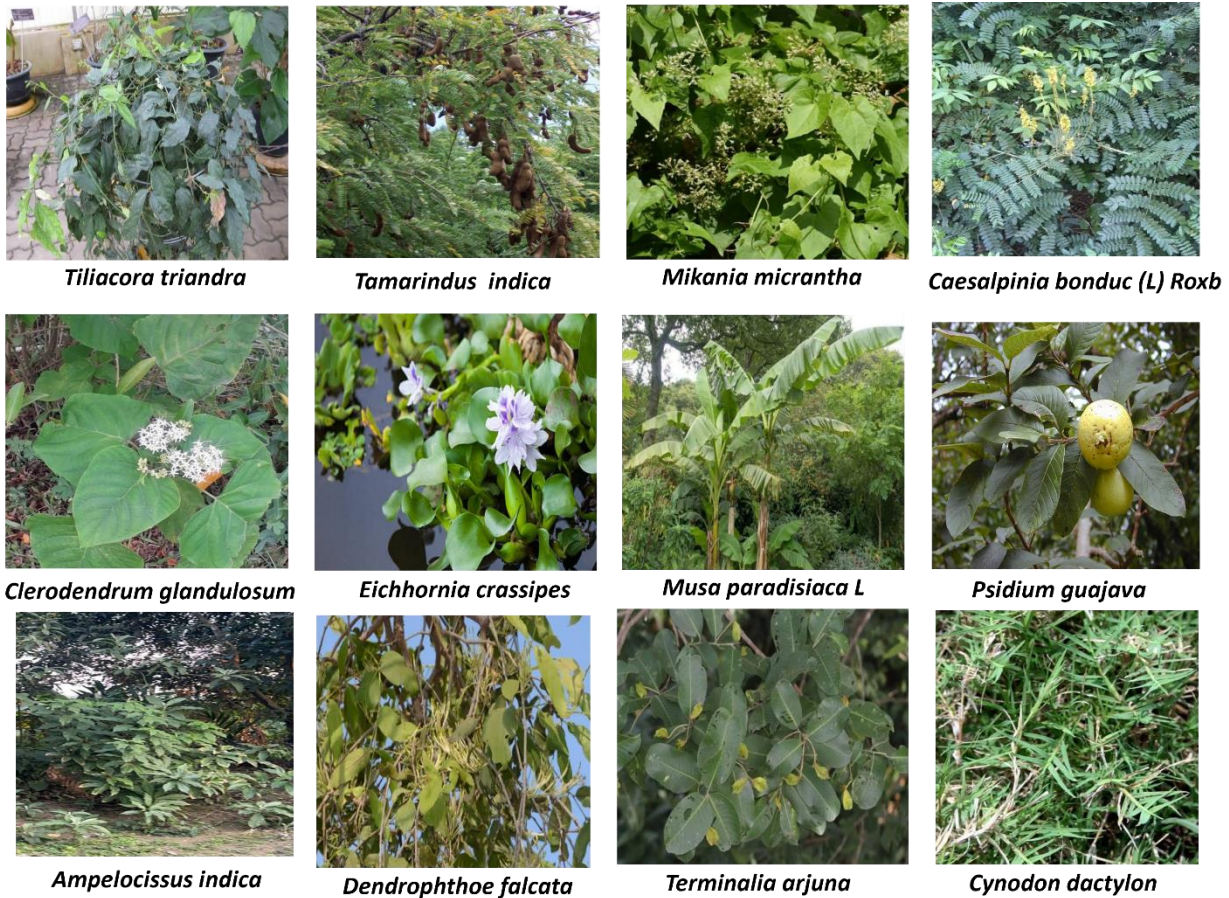 Tiliacora triandra
Tamarindus indica
Mikania micrantha
Caesalpinia bonduc (L) Roxb
Clerodendrum glandulosum
Eichhornia crassipes
Musa paradisiaca L
Psidium guajava
Ampelocissus indica
Dendrophthoe falcata
Terminalia arjuna
Cynodon dactylon